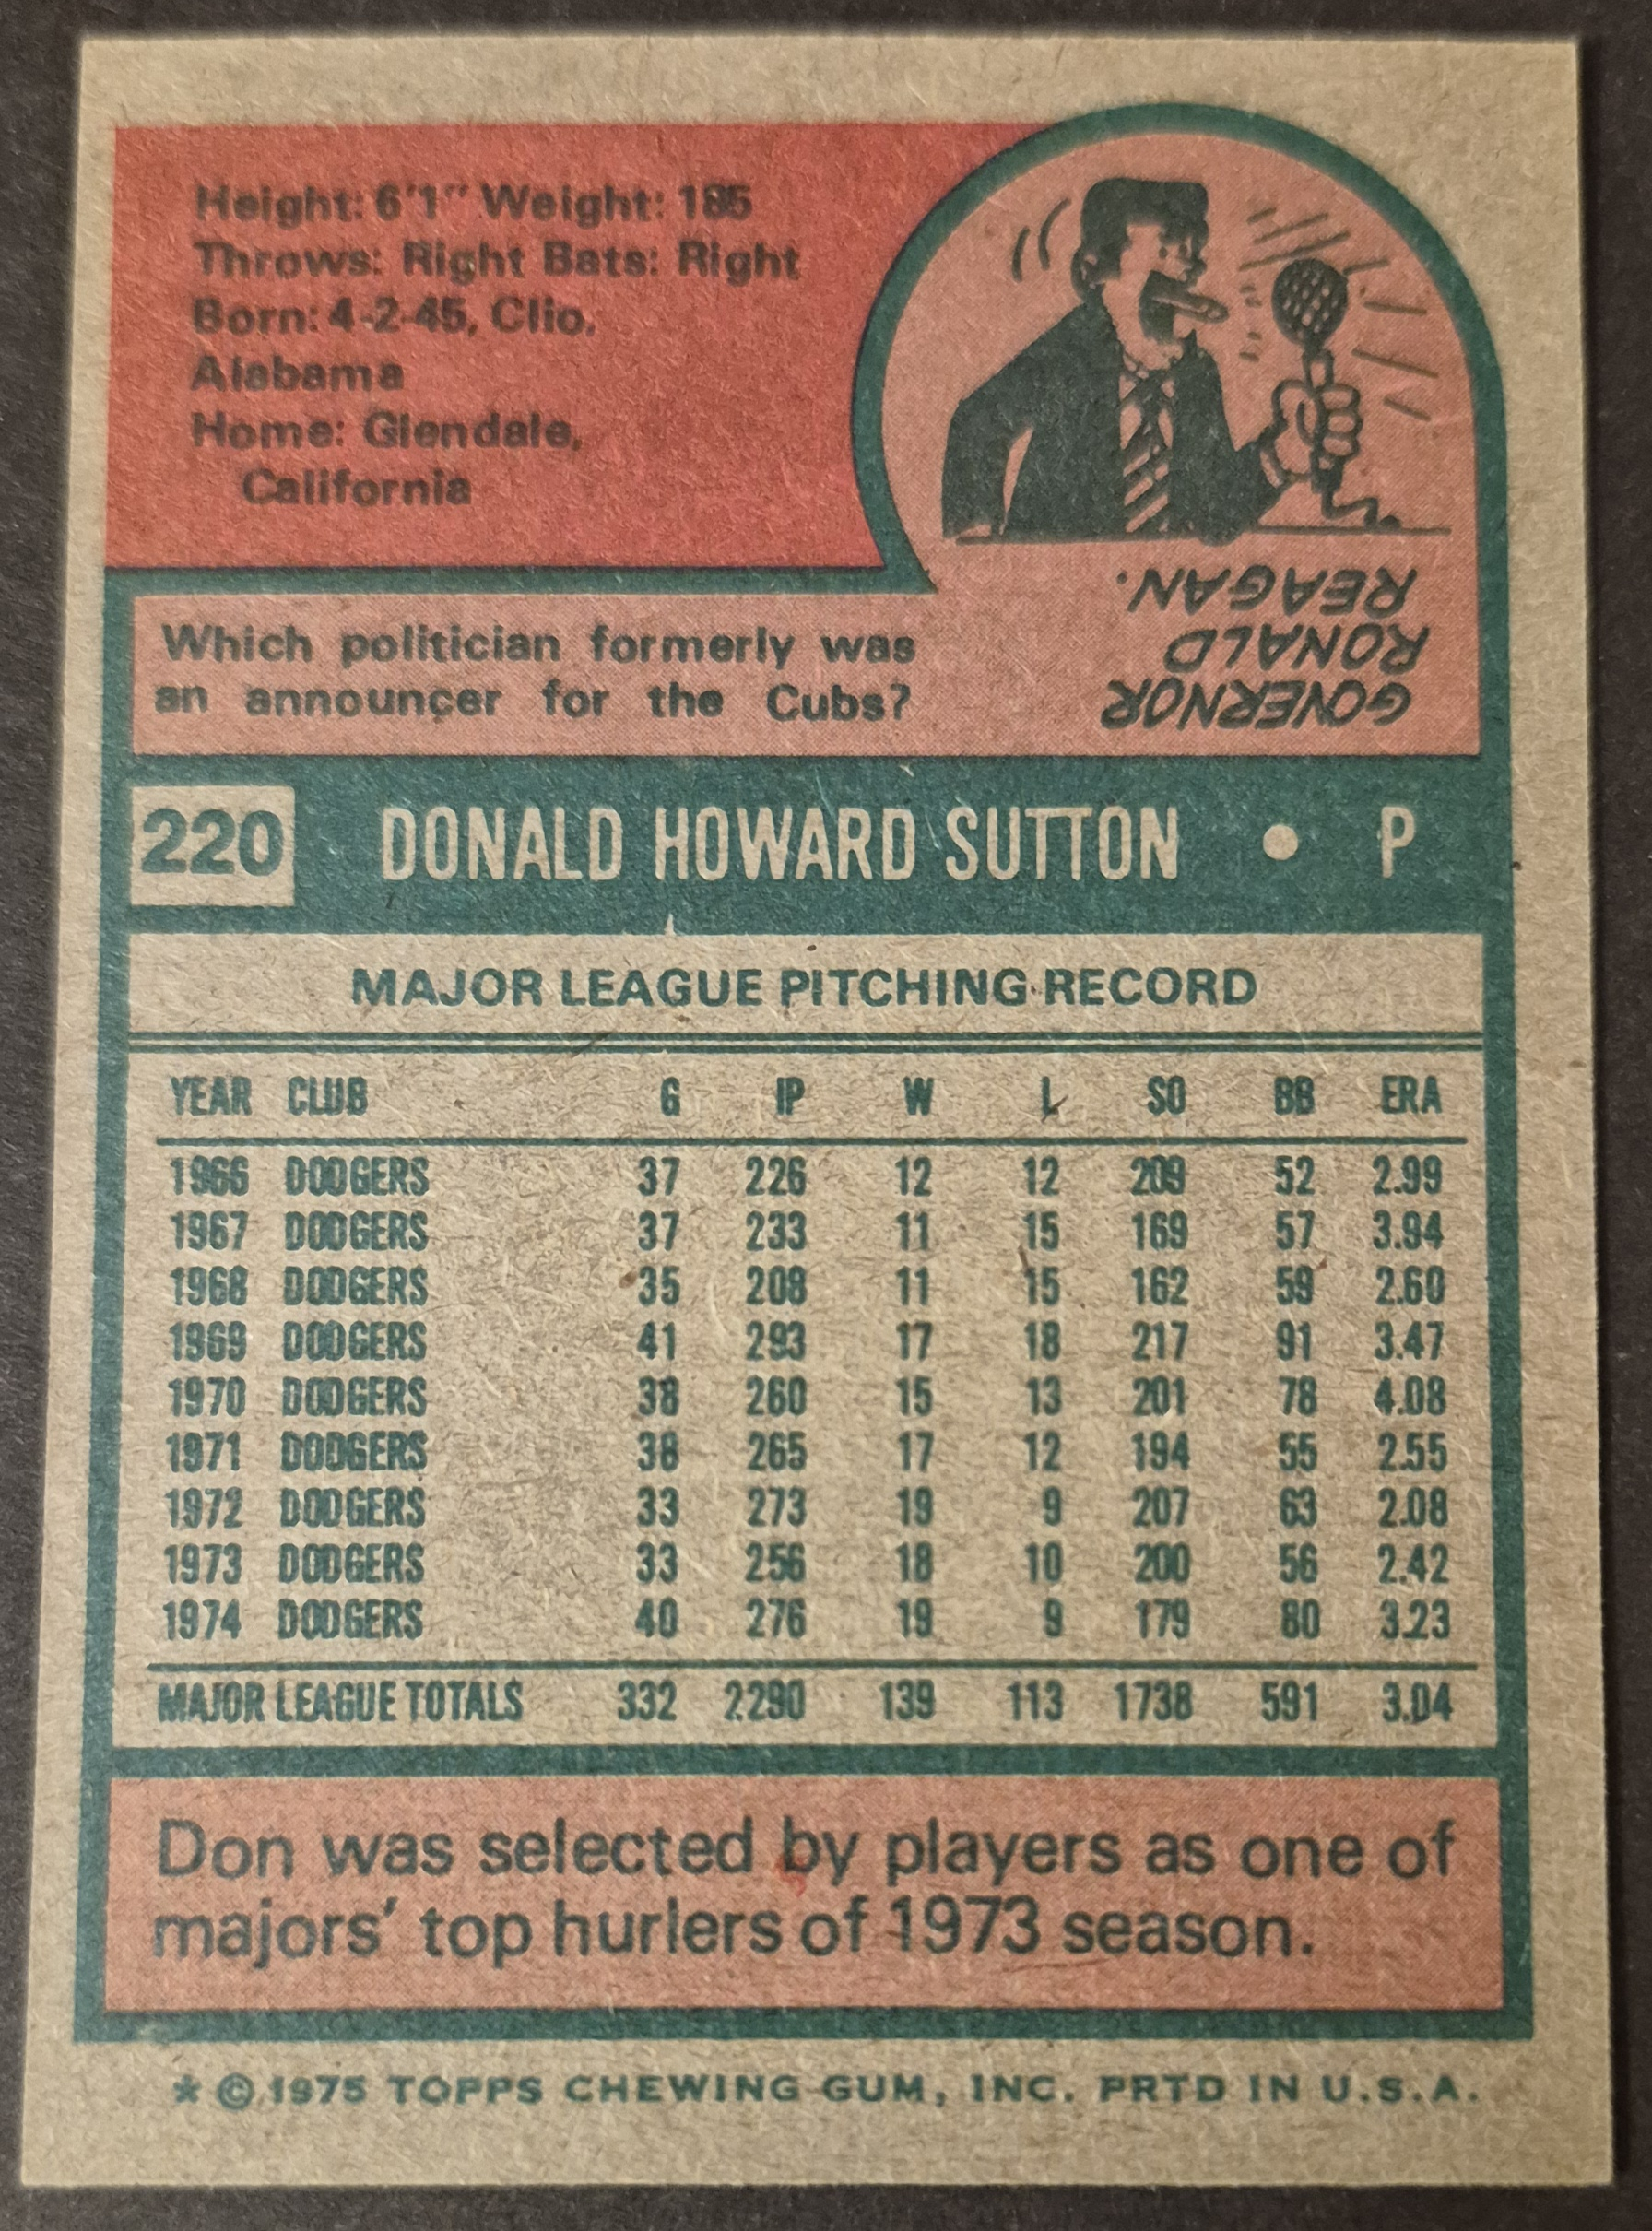 Height: 6'1" Weight: 185
Throws: Right Bats: Right
Born: 4-2-45, Clio,
Alabama
Home: Glendale,
California
Which politician formerly was
an announcer for the Cubs?
GOVERNOR
RONALD
REAGAN.
220 DONALD HOWARD SUTTON • P
MAJOR LEAGUE PITCHING RECORD
YEAR CLUB G IP W L SO BB ERA
1966 DODGERS 37 226 12 12 209 52 2.99
1967 DODGERS 37 233 11 15 169 57 3.94
1968 DODGERS 35 208 11 15 162 59 2.60
1969 DODGERS 41 293 17 18 217 91 3.47
1970 DODGERS 38 260 15 13 201 78 4.08
1971 DODGERS 38 265 17 12 194 55 2.55
1972 DODGERS 33 273 19 9 207 63 2.08
1973 DODGERS 33 256 18 10 200 56 2.42
1974 DODGERS 40 276 19 9 179 80 3.23
MAJOR LEAGUE TOTALS 332 2290 139 113 1738 591 3.04
Don was selected by players as one of
majors' top hurlers of 1973 season.
* © 1975 TOPPS CHEWING GUM, INC. PRTD IN U.S.A.